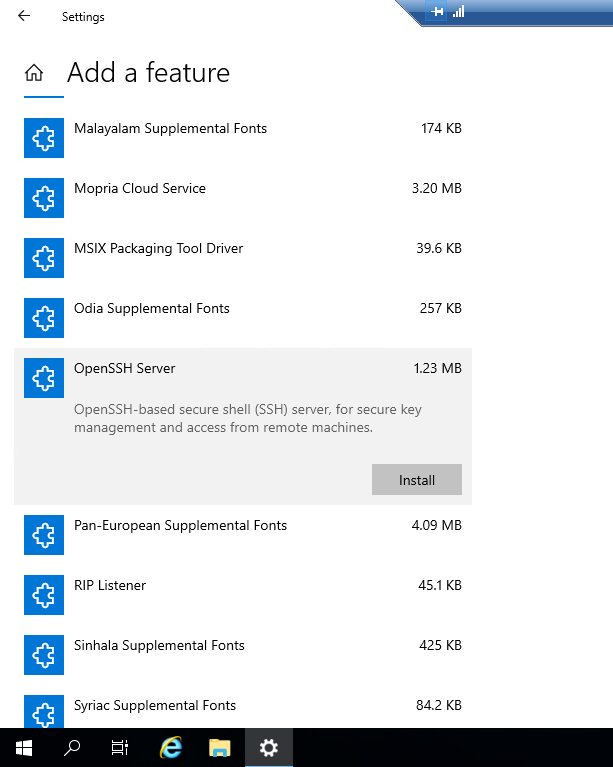 Settings
Add a feature
Malayalam Supplemental Fonts 174 KB
Mopria Cloud Service 3.20 MB
MSIX Packaging Tool Driver 39.6 KB
Odia Supplemental Fonts 257 KB
OpenSSH Server 1.23 MB
OpenSSH-based secure shell (SSH) server, for secure key
management and access from remote machines.
Install
Pan-European Supplemental Fonts 4.09 MB
RIP Listener 45.1 KB
Sinhala Supplemental Fonts 425 KB
Syriac Supplemental Fonts 84.2 KB